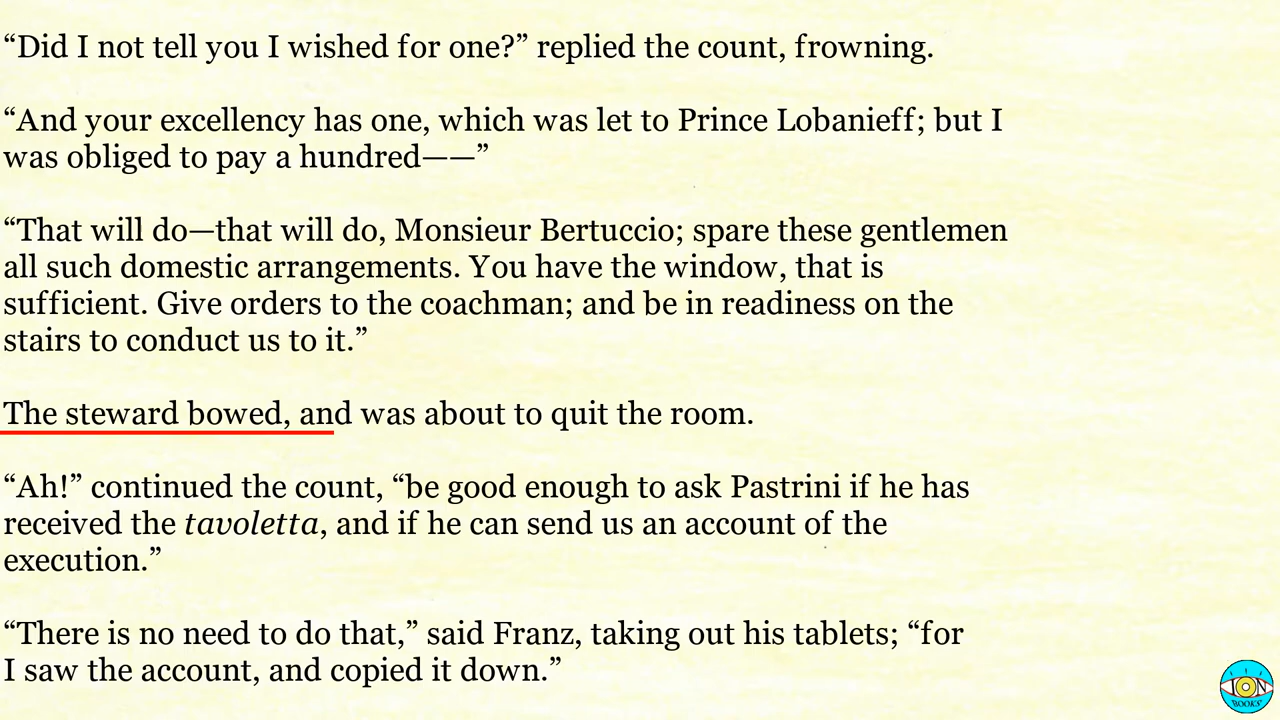 “Did I not tell you I wished for one?” replied the count, frowning.
“And your excellency has one, which was let to Prince Lobanieff; but I
was obliged to pay a hundred——”
“That will do—that will do, Monsieur Bertuccio; spare these gentlemen
all such domestic arrangements. You have the window, that is
sufficient. Give orders to the coachman; and be in readiness on the
stairs to conduct us to it.”
The steward bowed, and was about to quit the room.
“Ah!” continued the count, “be good enough to ask Pastrini if he has
received the tavoletta, and if he can send us an account of the
execution.”
“There is no need to do that,” said Franz, taking out his tablets; “for
I saw the account, and copied it down.”
ION
BOOKS